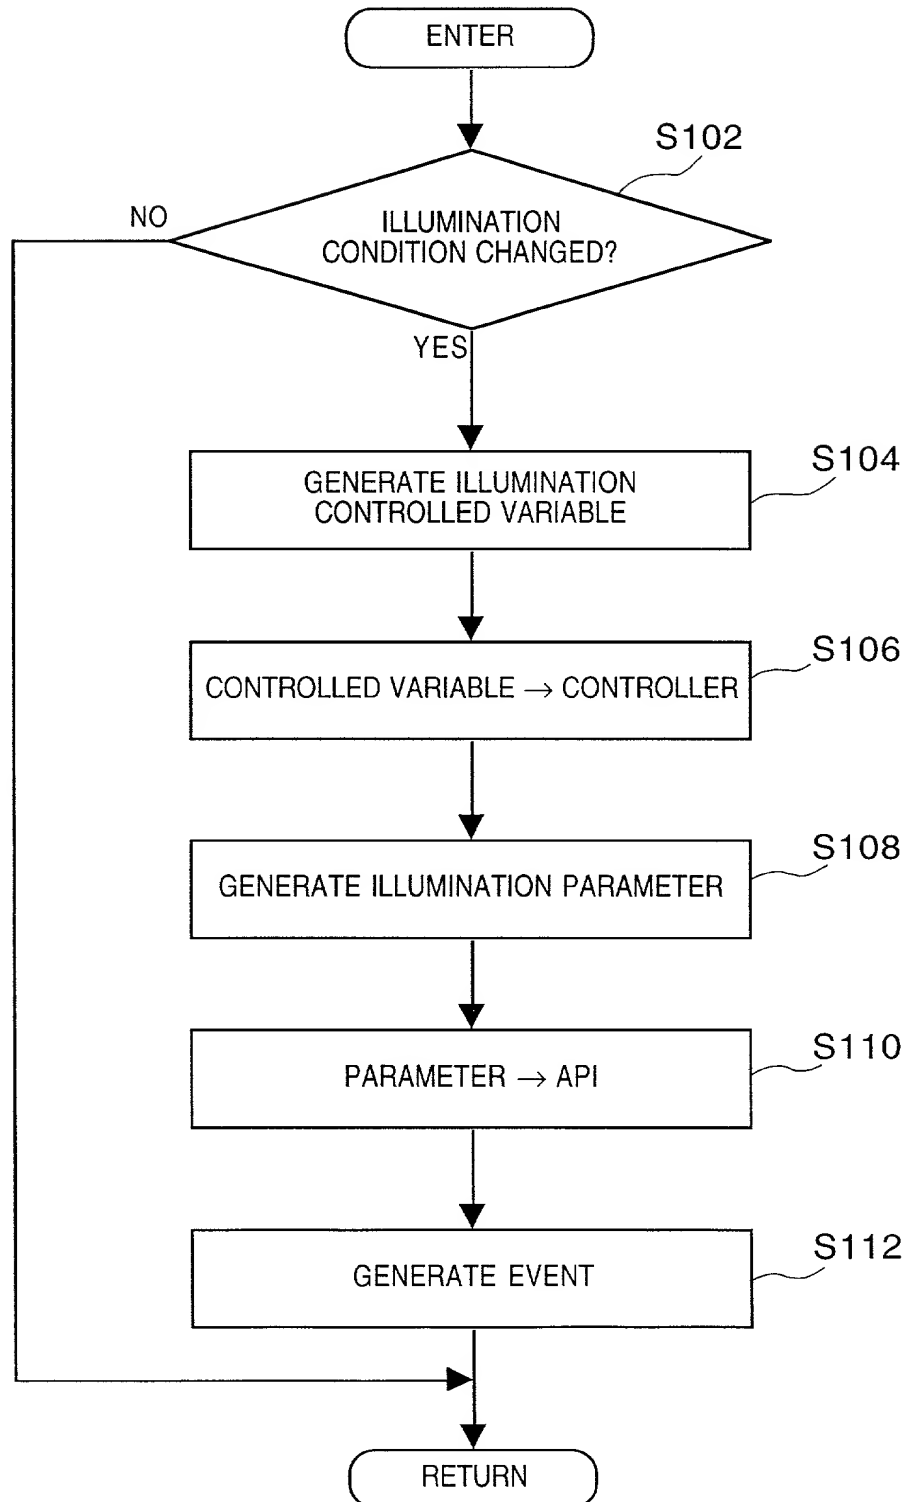 ENTER
S102
NO
ILLUMINATION
CONDITION CHANGED?
YES
S104
GENERATE ILLUMINATION
CONTROLLED VARIABLE
S106
CONTROLLED VARIABLE → CONTROLLER
S108
GENERATE ILLUMINATION PARAMETER
S110
PARAMETER → API
S112
GENERATE EVENT
RETURN